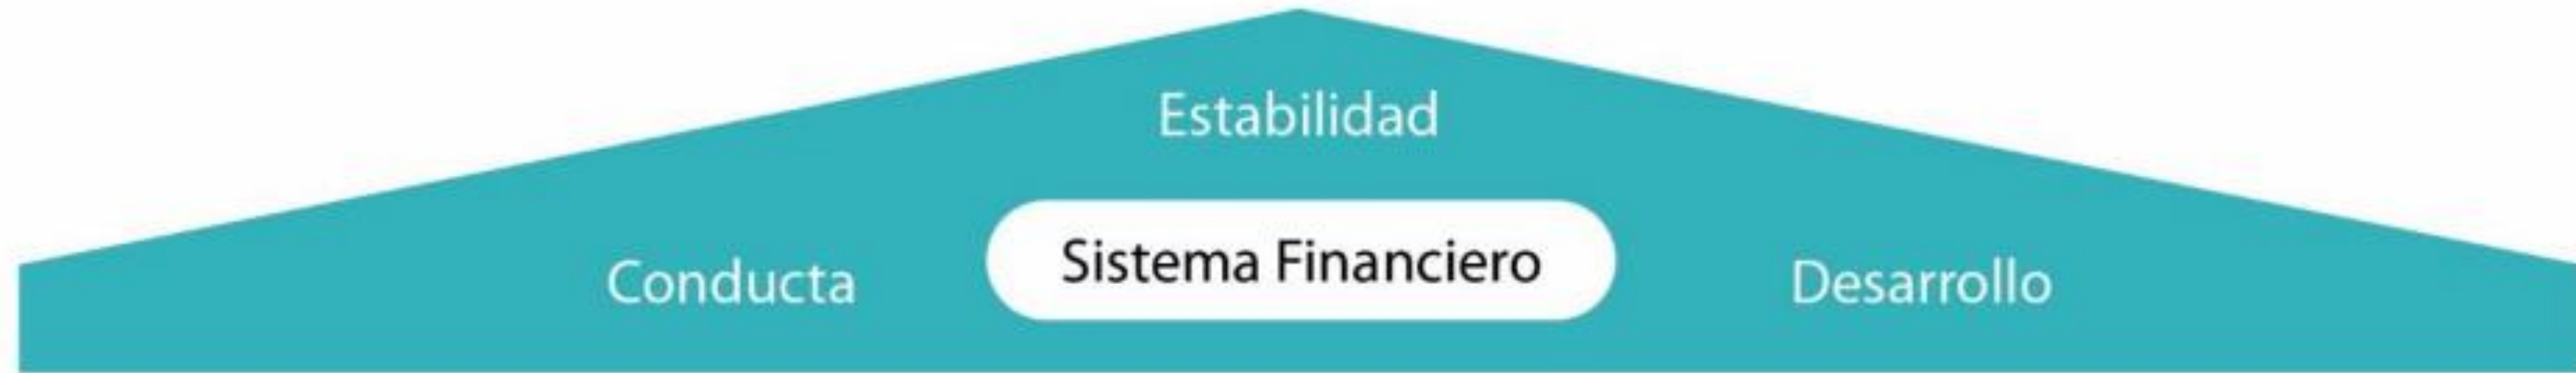 Estabilidad
Sistema Financiero
Conducta
Desarrollo